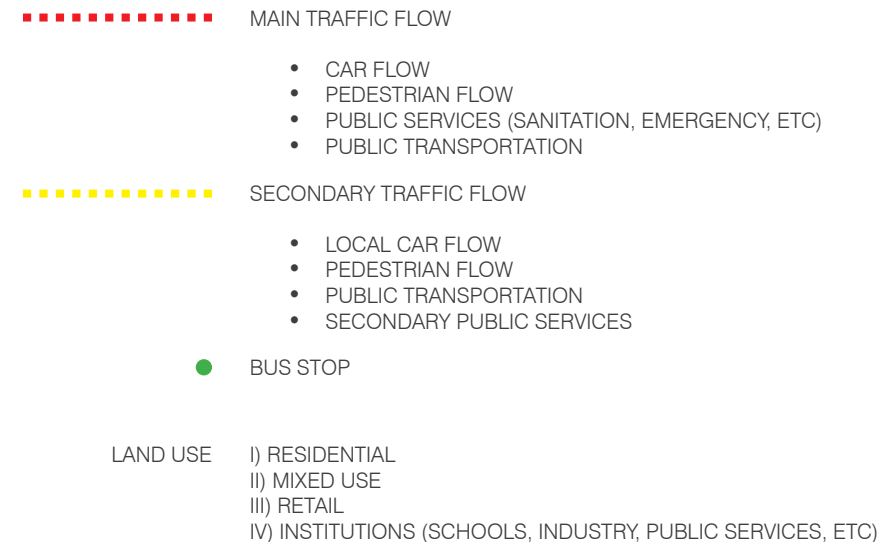 MAIN TRAFFIC FLOW
• CAR FLOW
• PEDESTRIAN FLOW
• PUBLIC SERVICES (SANITATION, EMERGENCY, ETC)
• PUBLIC TRANSPORTATION
SECONDARY TRAFFIC FLOW
• LOCAL CAR FLOW
• PEDESTRIAN FLOW
• PUBLIC TRANSPORTATION
• SECONDARY PUBLIC SERVICES
BUS STOP
LAND USE I) RESIDENTIAL
II) MIXED USE
III) RETAIL
IV) INSTITUTIONS (SCHOOLS, INDUSTRY, PUBLIC SERVICES, ETC)